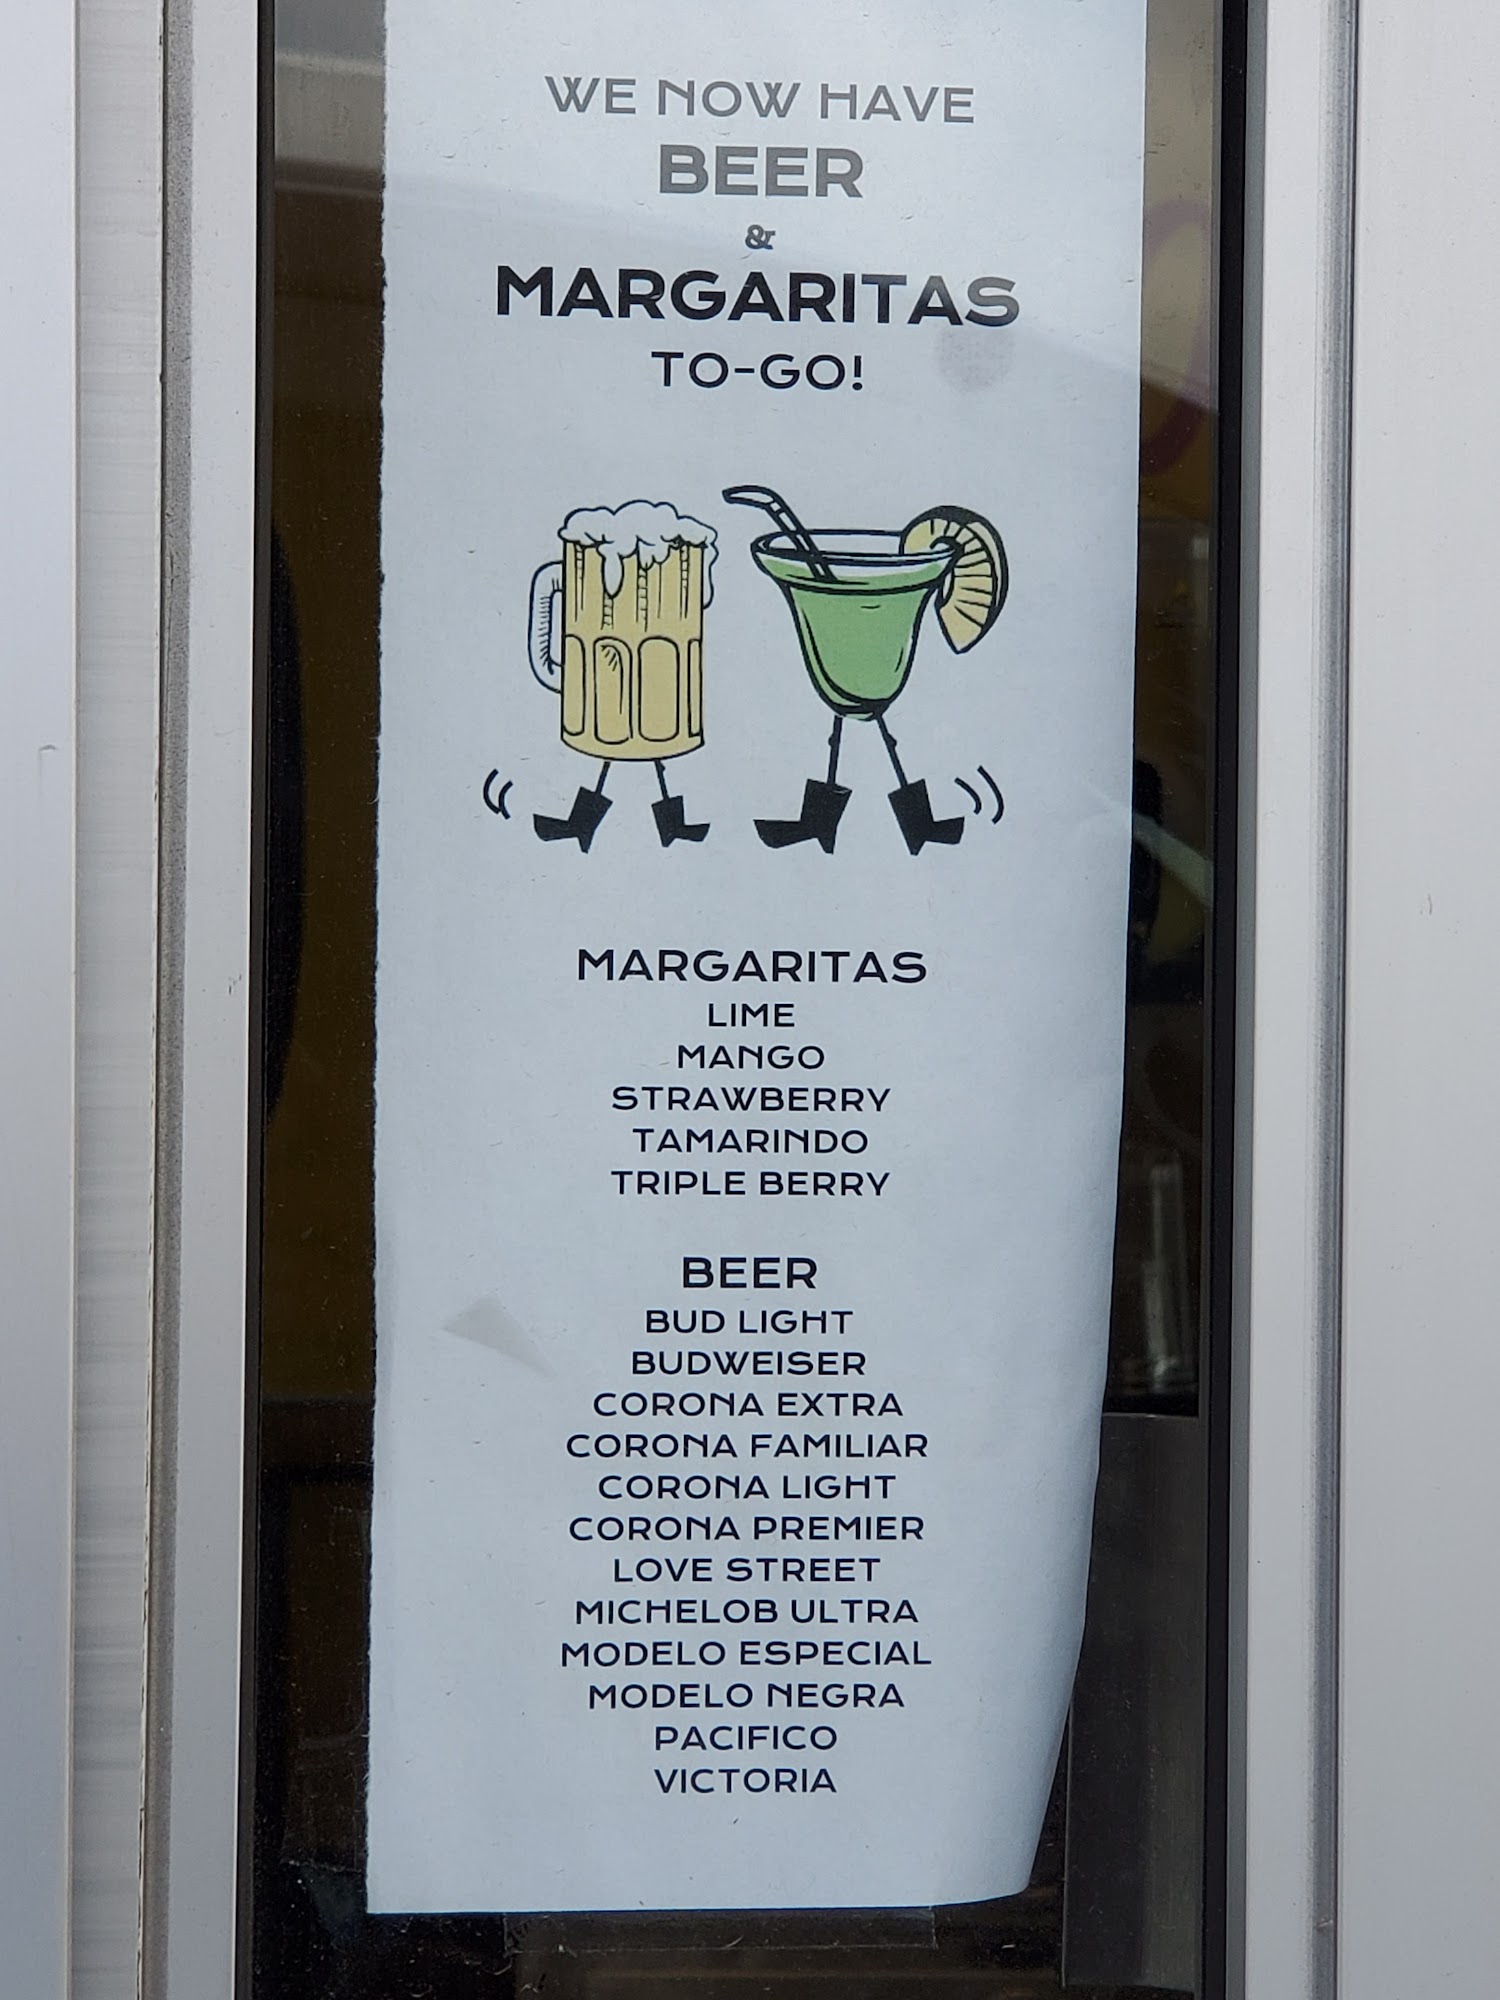 WE NOW HAVE
BEER
&
MARGARITAS
TO-GO!
MARGARITAS
LIME
MANGO
STRAWBERRY
TAMARINDO
TRIPLE BERRY
BEER
BUD LIGHT
BUDWEISER
CORONA EXTRA
CORONA FAMILIAR
CORONA LIGHT
CORONA PREMIER
LOVE STREET
MICHELOB ULTRA
MODELO ESPECIAL
MODELO NEGRA
PACIFICO
VICTORIA